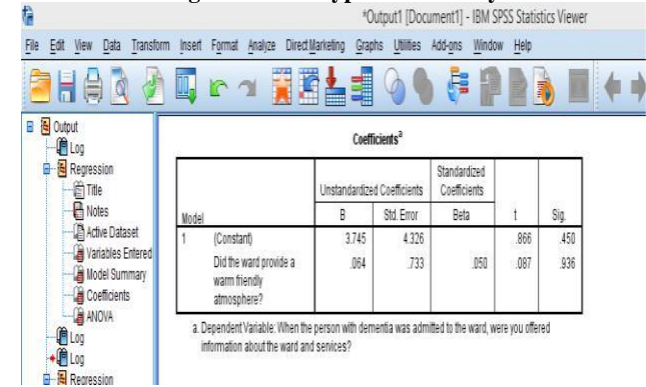 *Output1 [Document1] - IBM SPSS Statistics Viewer
File Edit View Data Transform Insert Format Analyze Direct Marketing Graphs Utilities Add-ons Window Help
Output
Log
Regression
Title
Notes
Active Dataset
Variables Entered
Model Summary
Coefficients
ANOVA
Log
Log
Regression
Coefficientsᵃ
Unstandardized Coefficients Standardized Coefficients
Model B Std. Error Beta t Sig.
1 (Constant) 3.745 4.326 .866 .450
Did the ward provide a .064 .733 .050 .087 .936
warm friendly
atmosphere?
a. Dependent Variable: When the person with dementia was admitted to the ward, were you offered
information about the ward and services?